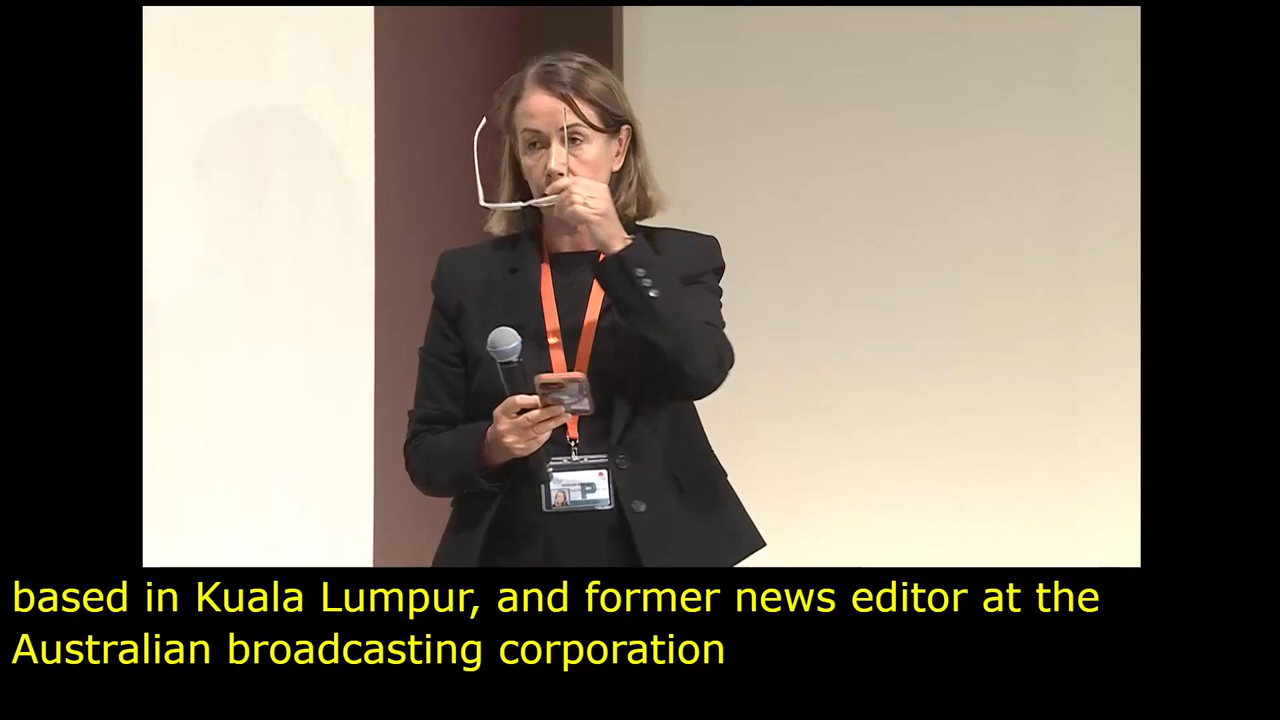 P
based in Kuala Lumpur, and former news editor at the
Australian broadcasting corporation